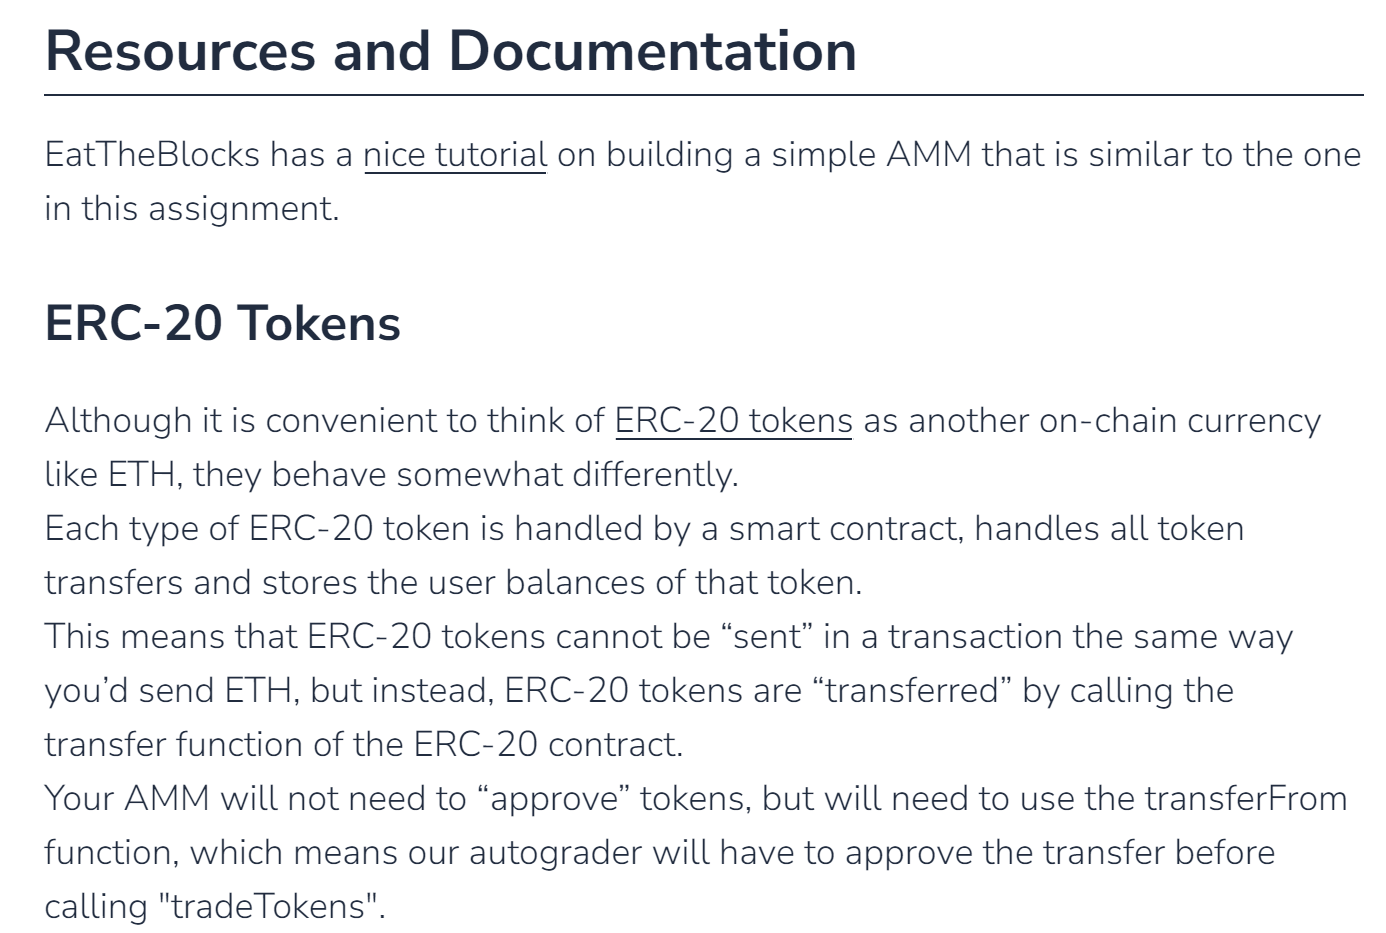 Resources and Documentation
EatTheBlocks has a nice tutorial on building a simple AMM that is similar to the one
in this assignment.
ERC-20 Tokens
Although it is convenient to think of ERC-20 tokens as another on-chain currency
like ETH, they behave somewhat differently.
Each type of ERC-20 token is handled by a smart contract, handles all token
transfers and stores the user balances of that token.
This means that ERC-20 tokens cannot be “sent” in a transaction the same way
you’d send ETH, but instead, ERC-20 tokens are “transferred” by calling the
transfer function of the ERC-20 contract.
Your AMM will not need to “approve” tokens, but will need to use the transferFrom
function, which means our autograder will have to approve the transfer before
calling "tradeTokens".